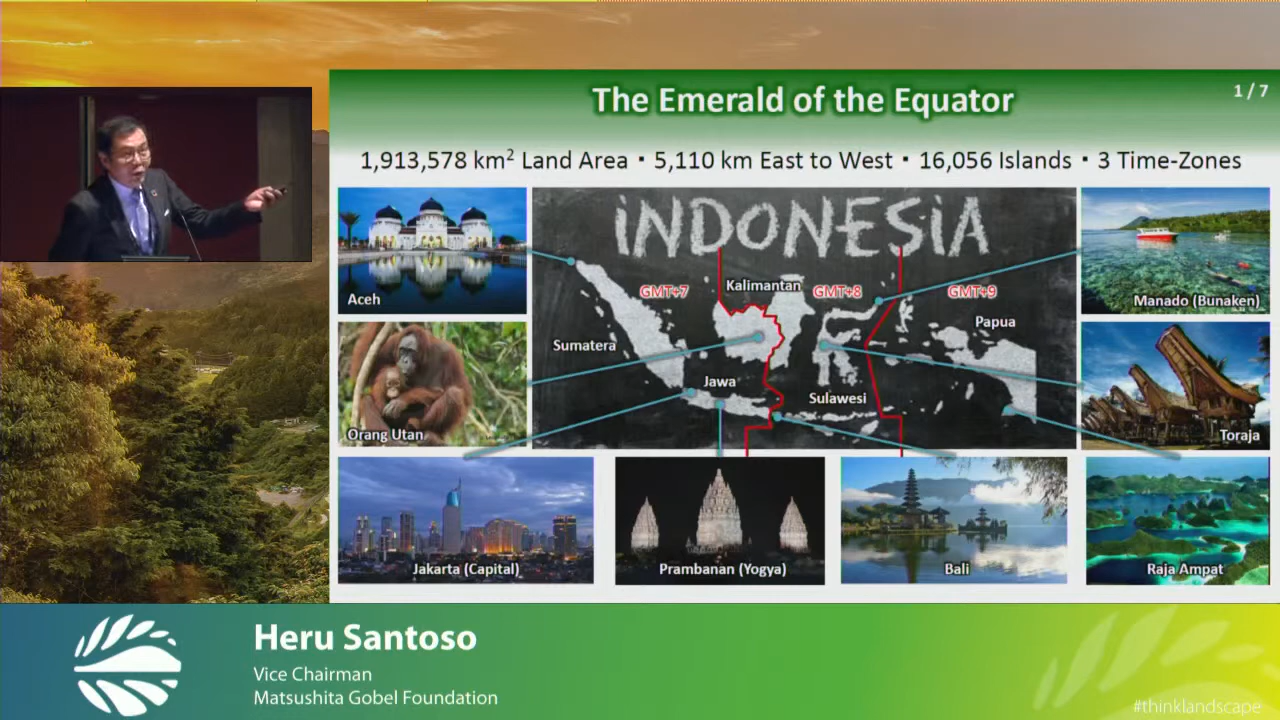 The Emerald of the Equator
1 / 7
1,913,578 km² Land Area ▪ 5,110 km East to West ▪ 16,056 Islands ▪ 3 Time-Zones
INDONESiA
Aceh
Orang Utan
Sumatera
GMT+7
Kalimantan
GMT+8
GMT+9
Papua
Jawa
Sulawesi
Manado (Bunaken)
Toraja
Jakarta (Capital)
Prambanan (Yogya)
Bali
Raja Ampat
Heru Santoso
Vice Chairman
Matsushita Gobel Foundation
#thinklandscape